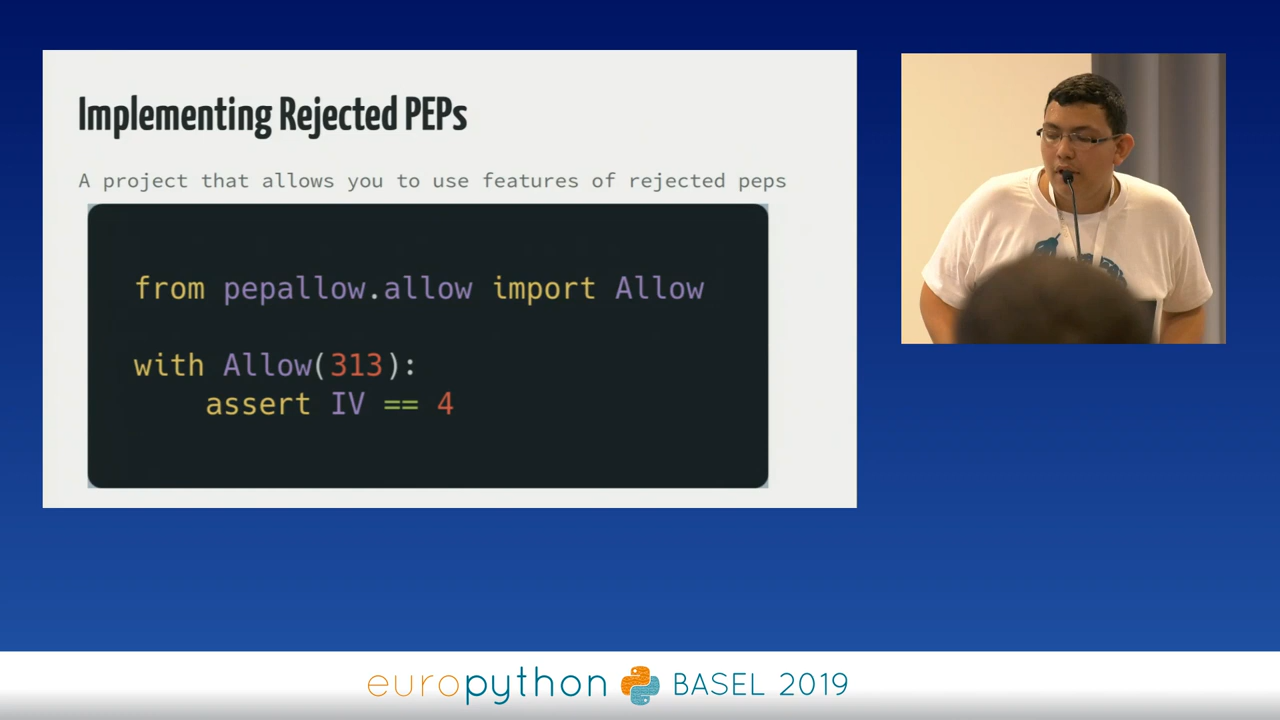 Implementing Rejected PEPs
A project that allows you to use features of rejected peps
from pepallow.allow import Allow
with Allow(313):
assert IV == 4
europython BASEL 2019